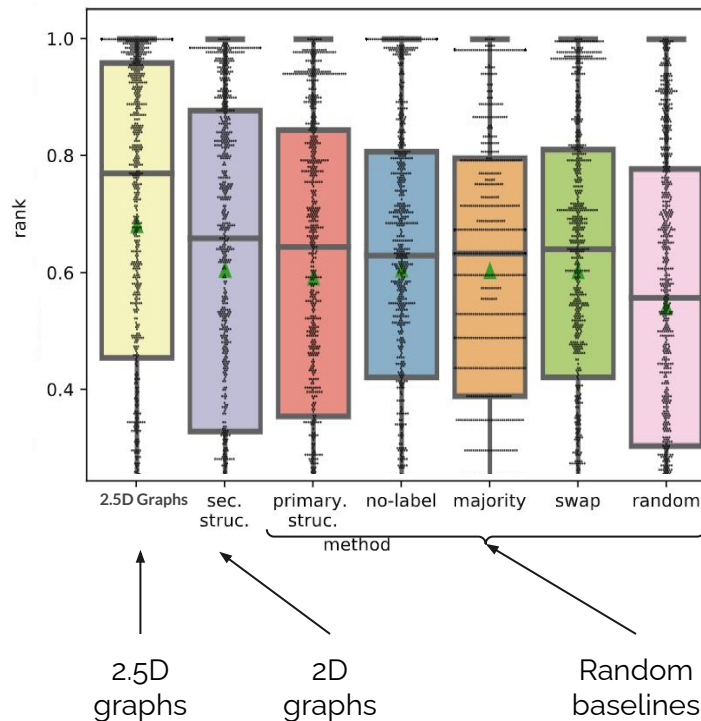 1.0
0.8
rank
0.6
0.4
2.5D Graphs
sec.
struc.
primary.
struc.
no-label
majority
swap
random
method
2.5D
graphs
2D
graphs
Random
baselines